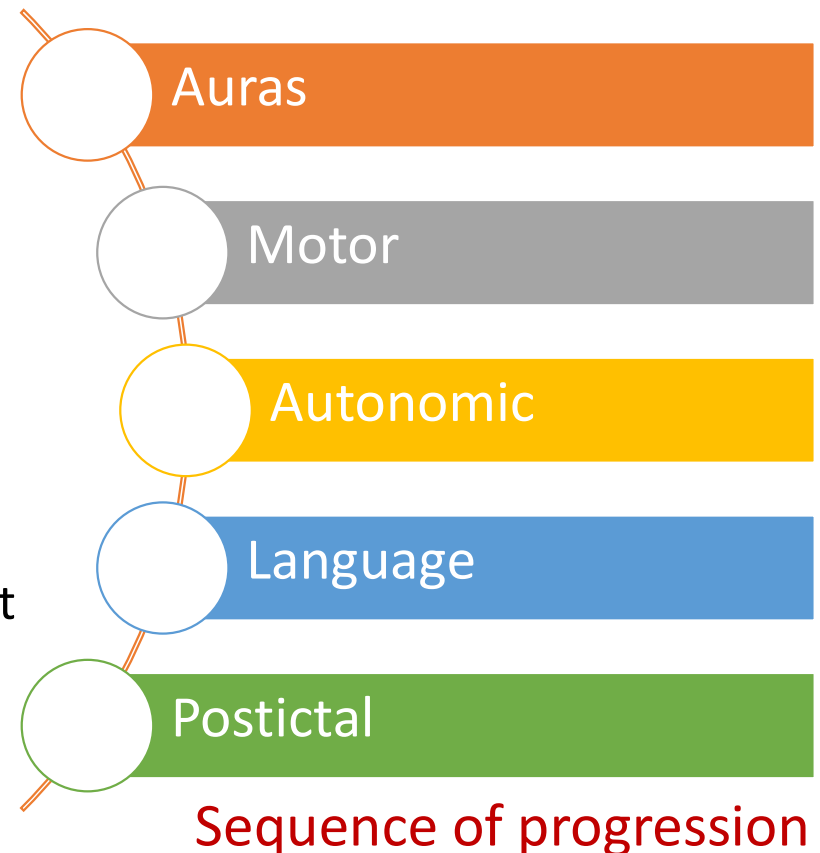 Auras
Motor
Autonomic
Language
t
Postictal
Sequence of progression